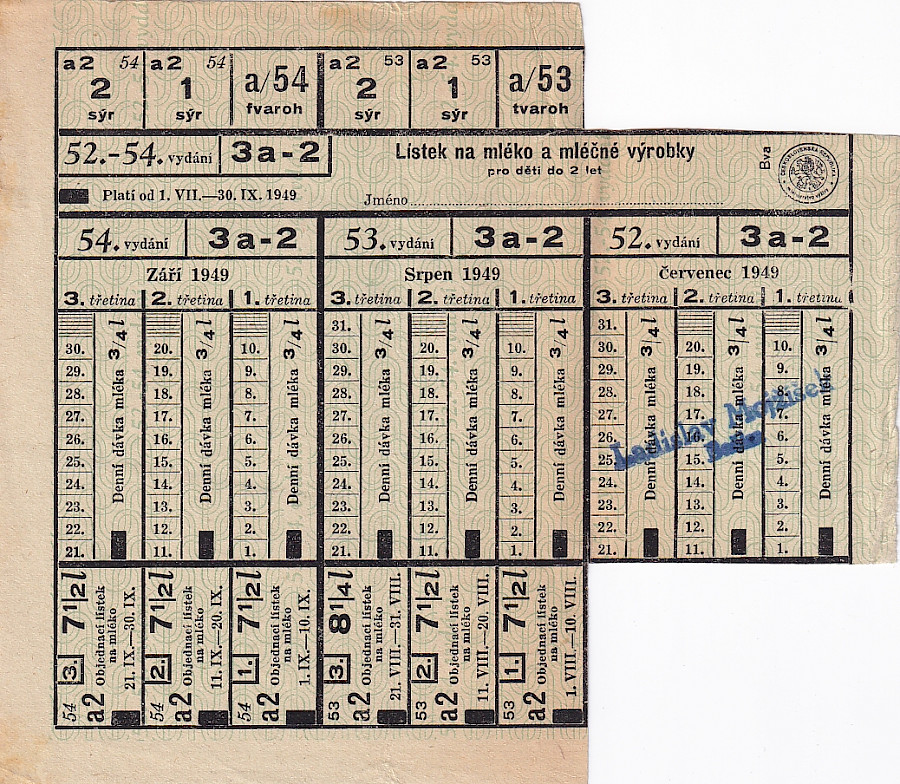 a2 54 a2 54 a/54 a2 53 a2 53 a/53
2 1 fvaroh 2 1 tvaroh
sýr sýr sýr sýr
52.-54. vydání 3a-2
Lístek na mléko a mléčné výrobky
pro děti do 2 let
Bva
ČESKOSLOVENSKÁ REPUBLIKA
Platí od 1. VII.—30. IX. 1949
Jméno
54. vydání 3a-2 53. vydání 3a-2 52. vydání 3a-2
Září 1949 Srpen 1949 červenec 1949
3. třetina 2. třetina 1. třetina 3. třetina 2. třetina 1. třetina 3. třetina 2. třetina 1. třetina
31. 31.
30. 20. 10. 31. 30. 20. 10. 30. 20. 10.
29. 19. 9. 29. 19. 9. 29. 19. 9.
28. 18. 8. 28. 18. 8. 28. 18. 8.
27. 17. 7. 27. 17. 7. 27. 17. 7.
26. 16. 6. 26. 16. 6. 26. 16. 6.
25. 15. 5. 25. 15. 5. 25. 15. 5.
24. 14. 4. 24. 14. 4. 24. 14. 4.
23. 13. 3. 23. 13. 3. 23. 13. 3.
22. 12. 2. 22. 12. 2. 22. 12. 2.
21. 11. 1. 21. 11. 1. 21. 11. 1.
Denní dávka mléka 3/4 l
Denní dávka mléka 3/4 l
Denní dávka mléka 3/4 l
Denní dávka mléka 3/4 l
Denní dávka mléka 3/4 l
Denní dávka mléka 3/4 l
Denní dávka mléka 3/4 l
Denní dávka mléka 3/4 l
Denní dávka mléka 3/4 l
Ladislav
54 3. 7 1/2 l
a2 Objednací lístek
na mléko
21. IX.—30. IX.
54 2. 7 1/2 l
a2 Objednací lístek
na mléko
11. IX.—20. IX.
54 1. 7 1/2 l
a2 Objednací lístek
na mléko
1. IX.—10. IX.
53 3. 8 1/4 l
a2 Objednací lístek
na mléko
21. VIII.—31. VIII.
53 2. 7 1/2 l
a2 Objednací lístek
na mléko
11. VIII.—20. VIII.
53 1. 7 1/2 l
a2 Objednací lístek
na mléko
1. VIII.—10. VIII.